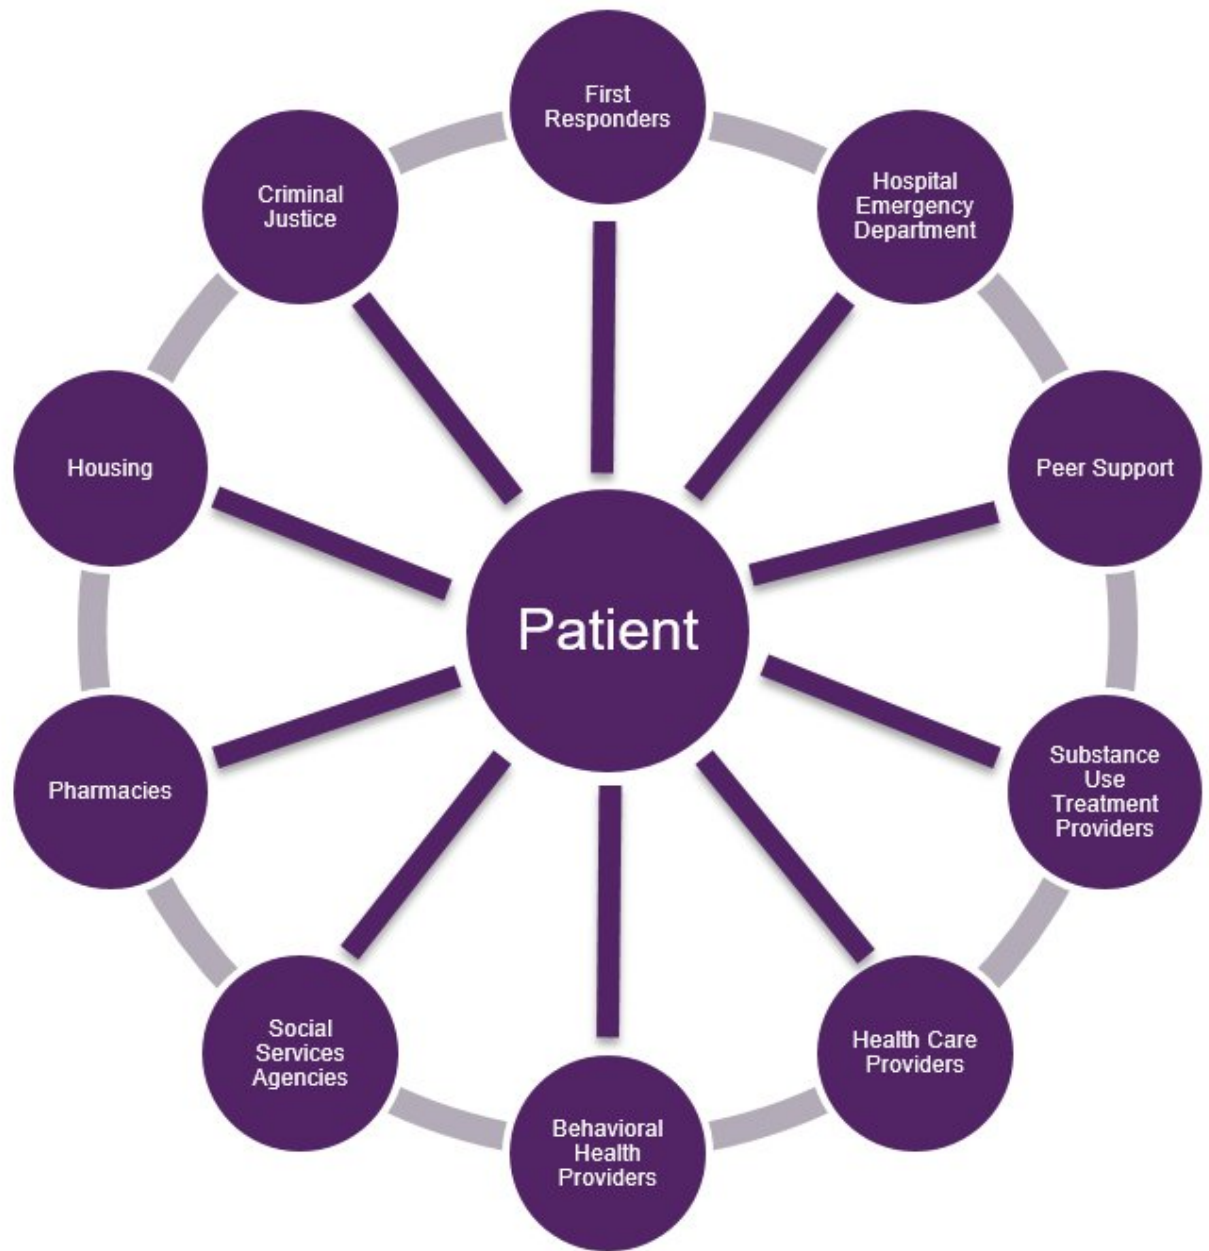 First
Responders
Hospital
Emergency
Department
Peer Support
Substance
Use
Treatment
Providers
Health Care
Providers
Behavioral
Health
Providers
Social
Services
Agencies
Pharmacies
Housing
Criminal
Justice
Patient